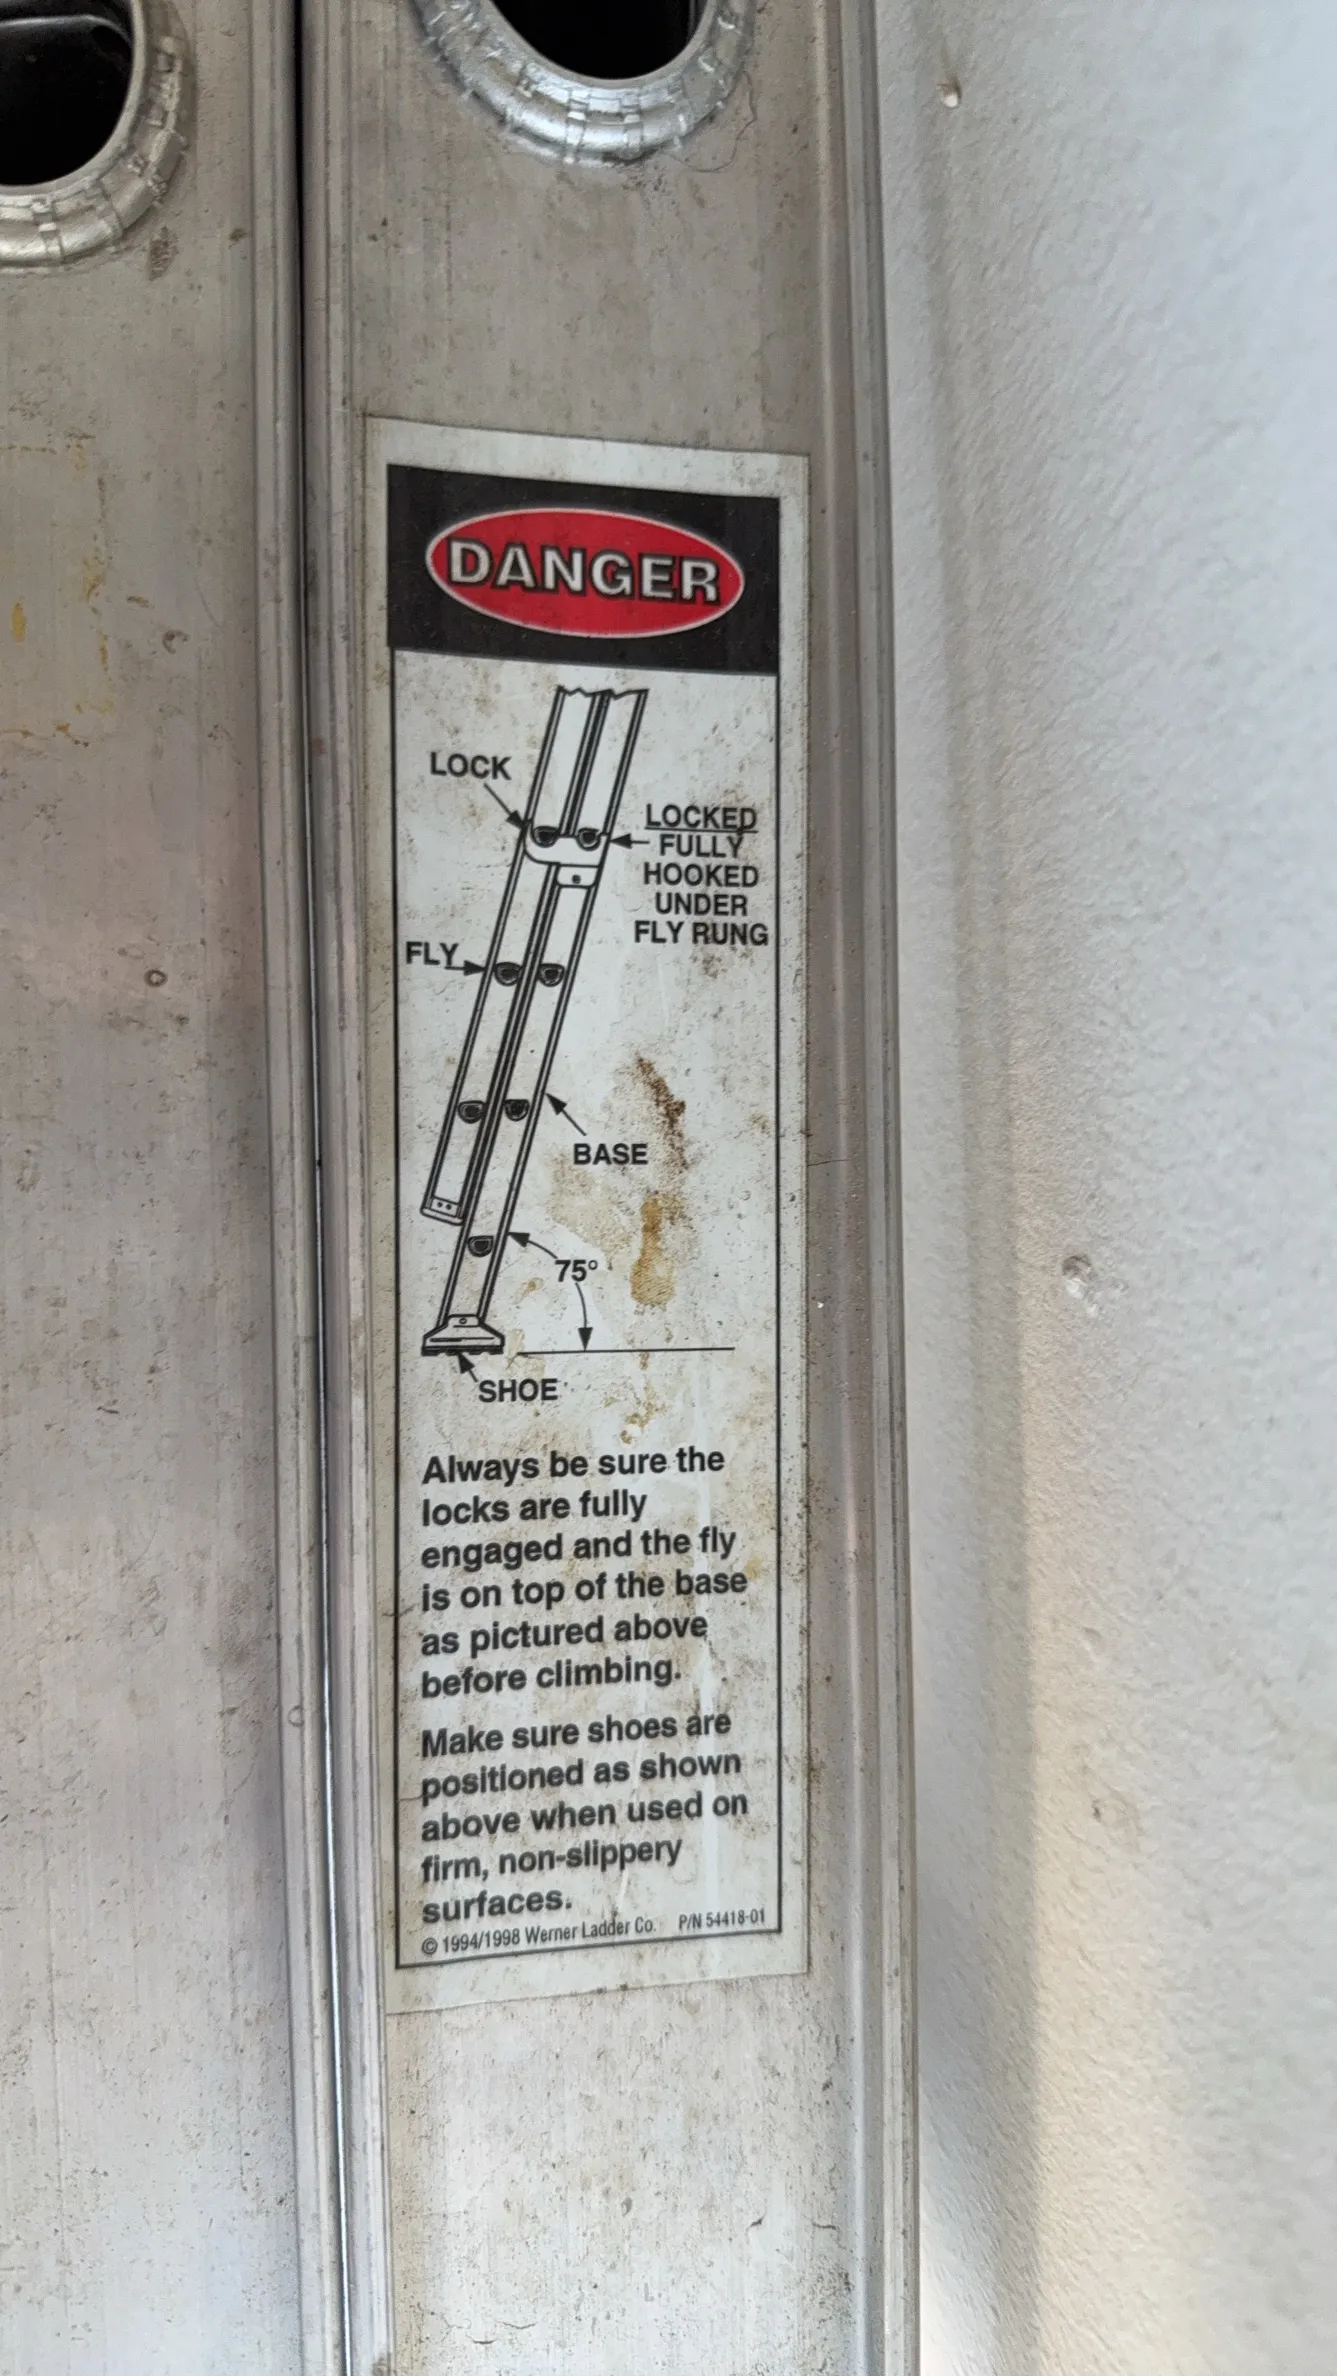 DANGER
LOCK
LOCKED
FULLY
HOOKED
UNDER
FLY RUNG
FLY
BASE
75°
SHOE
Always be sure the
locks are fully
engaged and the fly
is on top of the base
as pictured above
before climbing.
Make sure shoes are
positioned as shown
above when used on
firm, non-slippery
surfaces.
© 1994/1998 Werner Ladder Co. P/N 54418-01